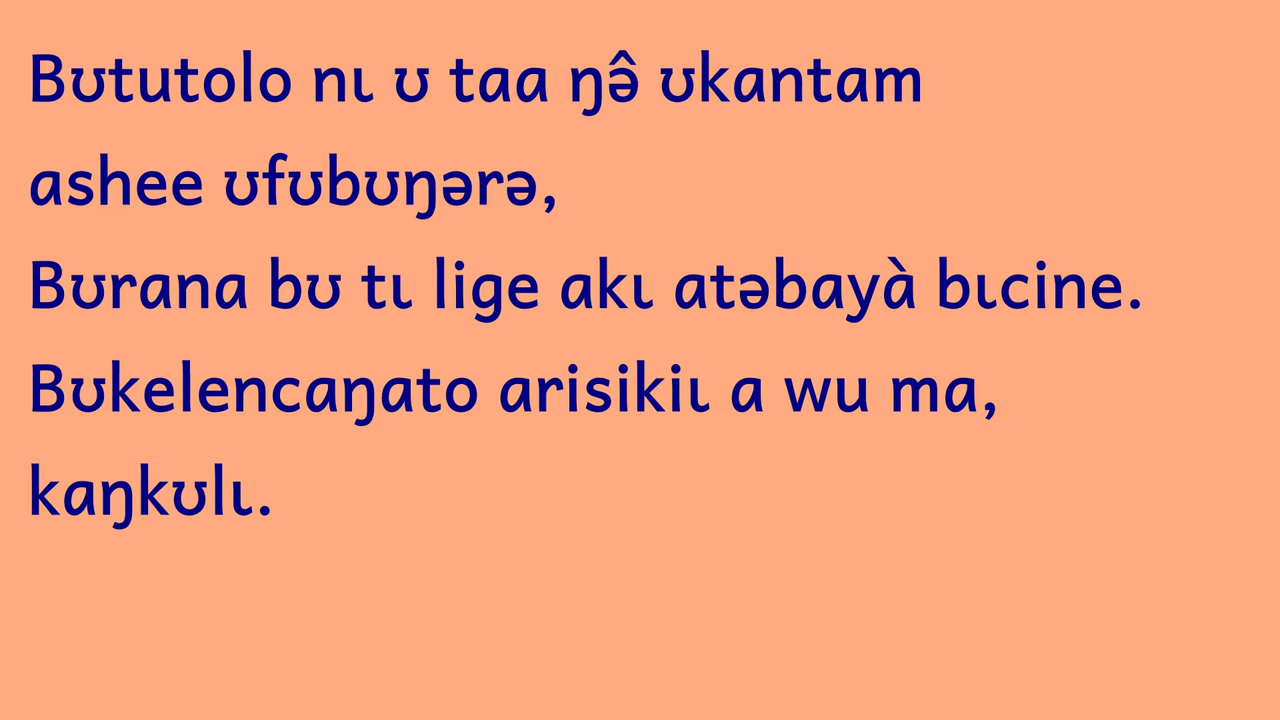 Bʊtutolo nɩ ʊ taa ŋə̂ ʊkantam
ashee ʊfʊbʊŋərə,
Bʊrana bʊ tɩ lige akɩ atəbayà bɩcine.
Bʊkelencaŋato arisikiɩ a wu ma,
kaŋkʊlɩ.